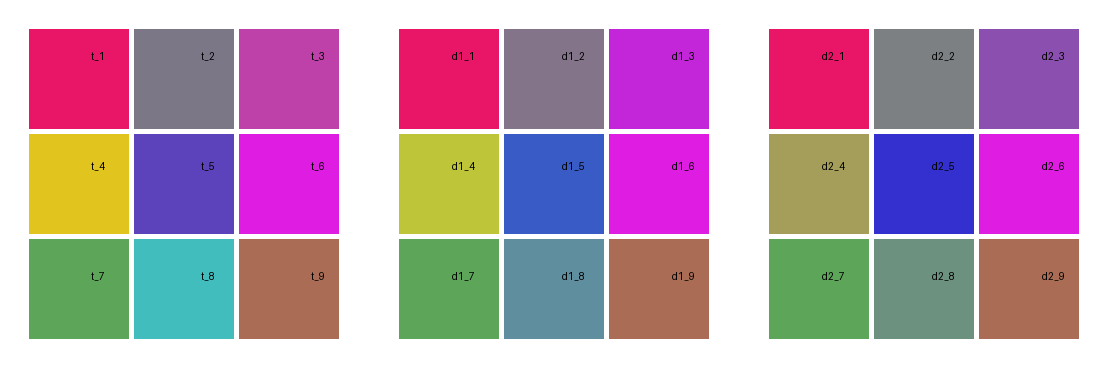 t_1 t_2 t_3 d1_1 d1_2 d1_3 d2_1 d2_2 d2_3
t_4 t_5 t_6 d1_4 d1_5 d1_6 d2_4 d2_5 d2_6
t_7 t_8 t_9 d1_7 d1_8 d1_9 d2_7 d2_8 d2_9